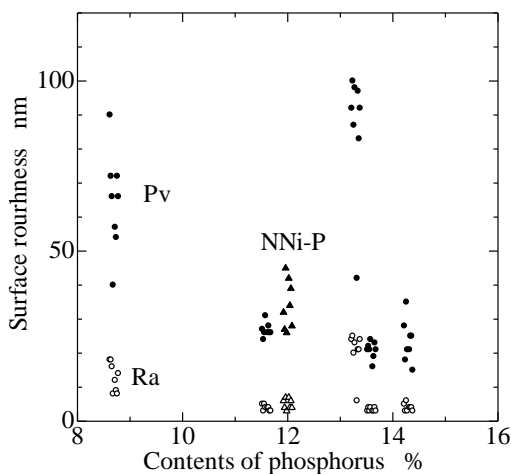 Surface rourhness nm
100
50
0
Pv
NNi-P
Ra
8
10
12
14
16
Contents of phosphorus %